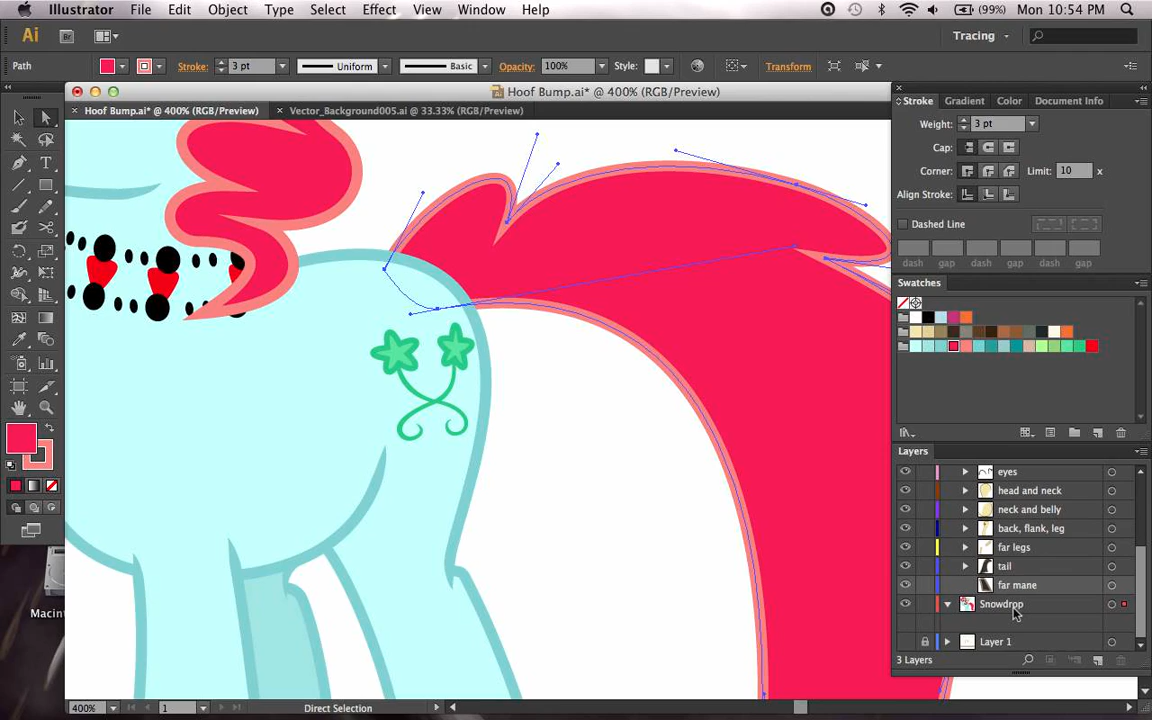 Illustrator File Edit Object Type Select Effect View Window Help (99%) Mon 10:54 PM
Ai Br Tracing
Path Stroke: 3 pt Uniform Basic Opacity: 100% Style: Transform
Hoof Bump.ai* @ 400% (RGB/Preview)
× Hoof Bump.ai* @ 400% (RGB/Preview) × Vector_Background005.ai @ 33.33% (RGB/Preview)
Stroke Gradient Color Document Info
Weight: 3 pt
Cap:
Corner: Limit: 10 x
Align Stroke:
Dashed Line
dash gap dash gap dash gap
Swatches
Layers
eyes
head and neck
neck and belly
back, flank, leg
far legs
tail
far mane
Snowdrop
Layer 1
3 Layers
Macint
400% 1 Direct Selection